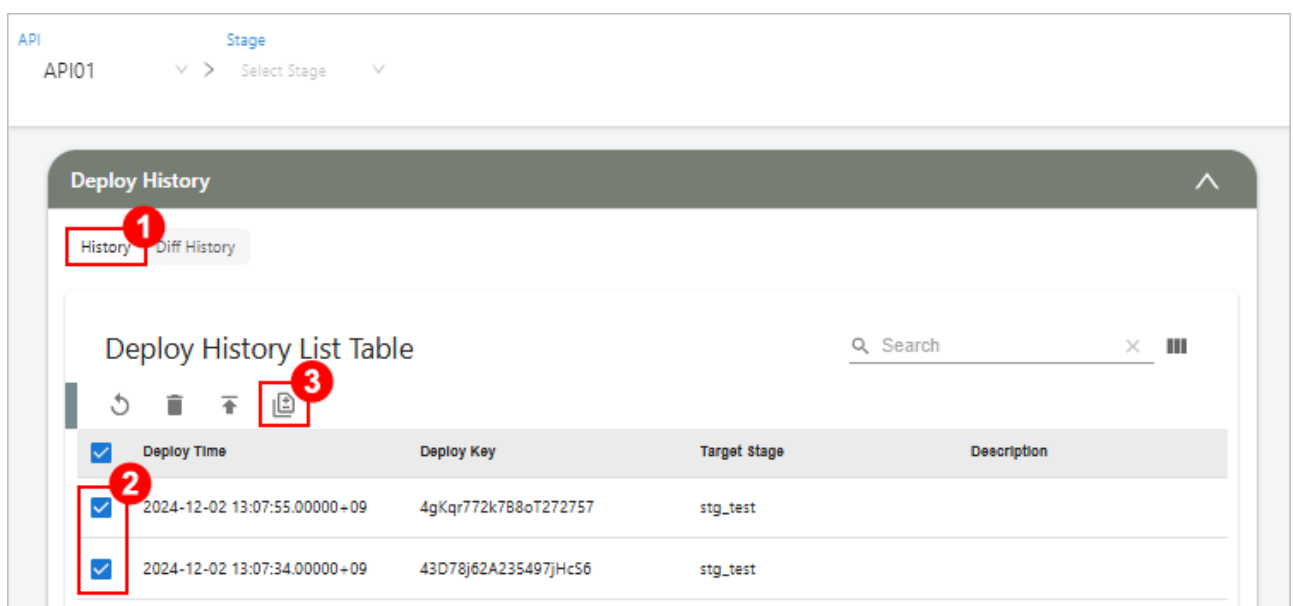 API Stage
API01 > Select Stage
Deploy History
1
History Diff History
Deploy History List Table
Search
3
Deploy Time Deploy Key Target Stage Description
2
2024-12-02 13:07:55.00000+09 4gKqr772k7B8oT272757 stg_test
2024-12-02 13:07:34.00000+09 43D78j62A235497jHcS6 stg_test